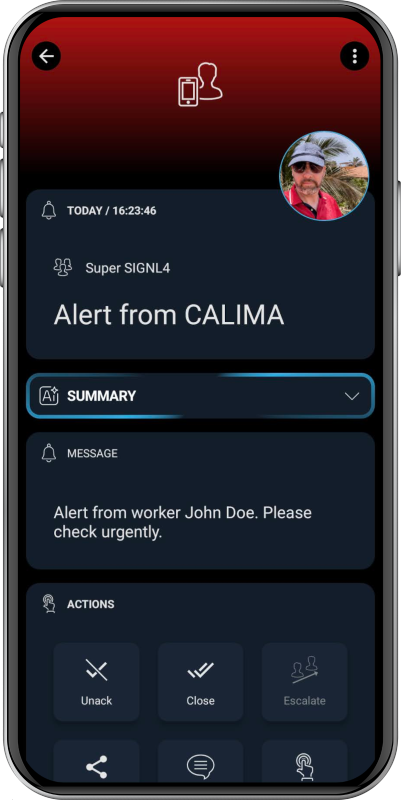 TODAY / 16:23:46
Super SIGNL4
Alert from CALIMA
Ai SUMMARY
MESSAGE
Alert from worker John Doe. Please
check urgently.
ACTIONS
Unack
Close
Escalate